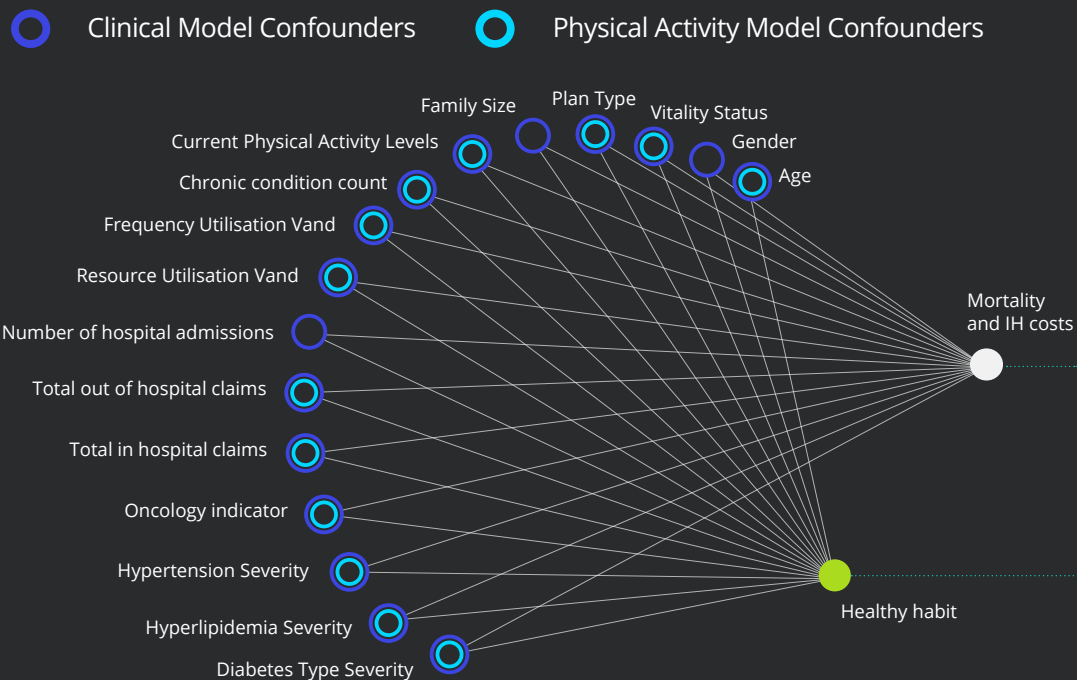 Clinical Model Confounders
Physical Activity Model Confounders
Family Size
Plan Type
Vitality Status
Gender
Age
Current Physical Activity Levels
Chronic condition count
Frequency Utilisation Vand
Resource Utilisation Vand
Number of hospital admissions
Total out of hospital claims
Total in hospital claims
Oncology indicator
Hypertension Severity
Hyperlipidemia Severity
Diabetes Type Severity
Mortality
and IH costs
Healthy habit